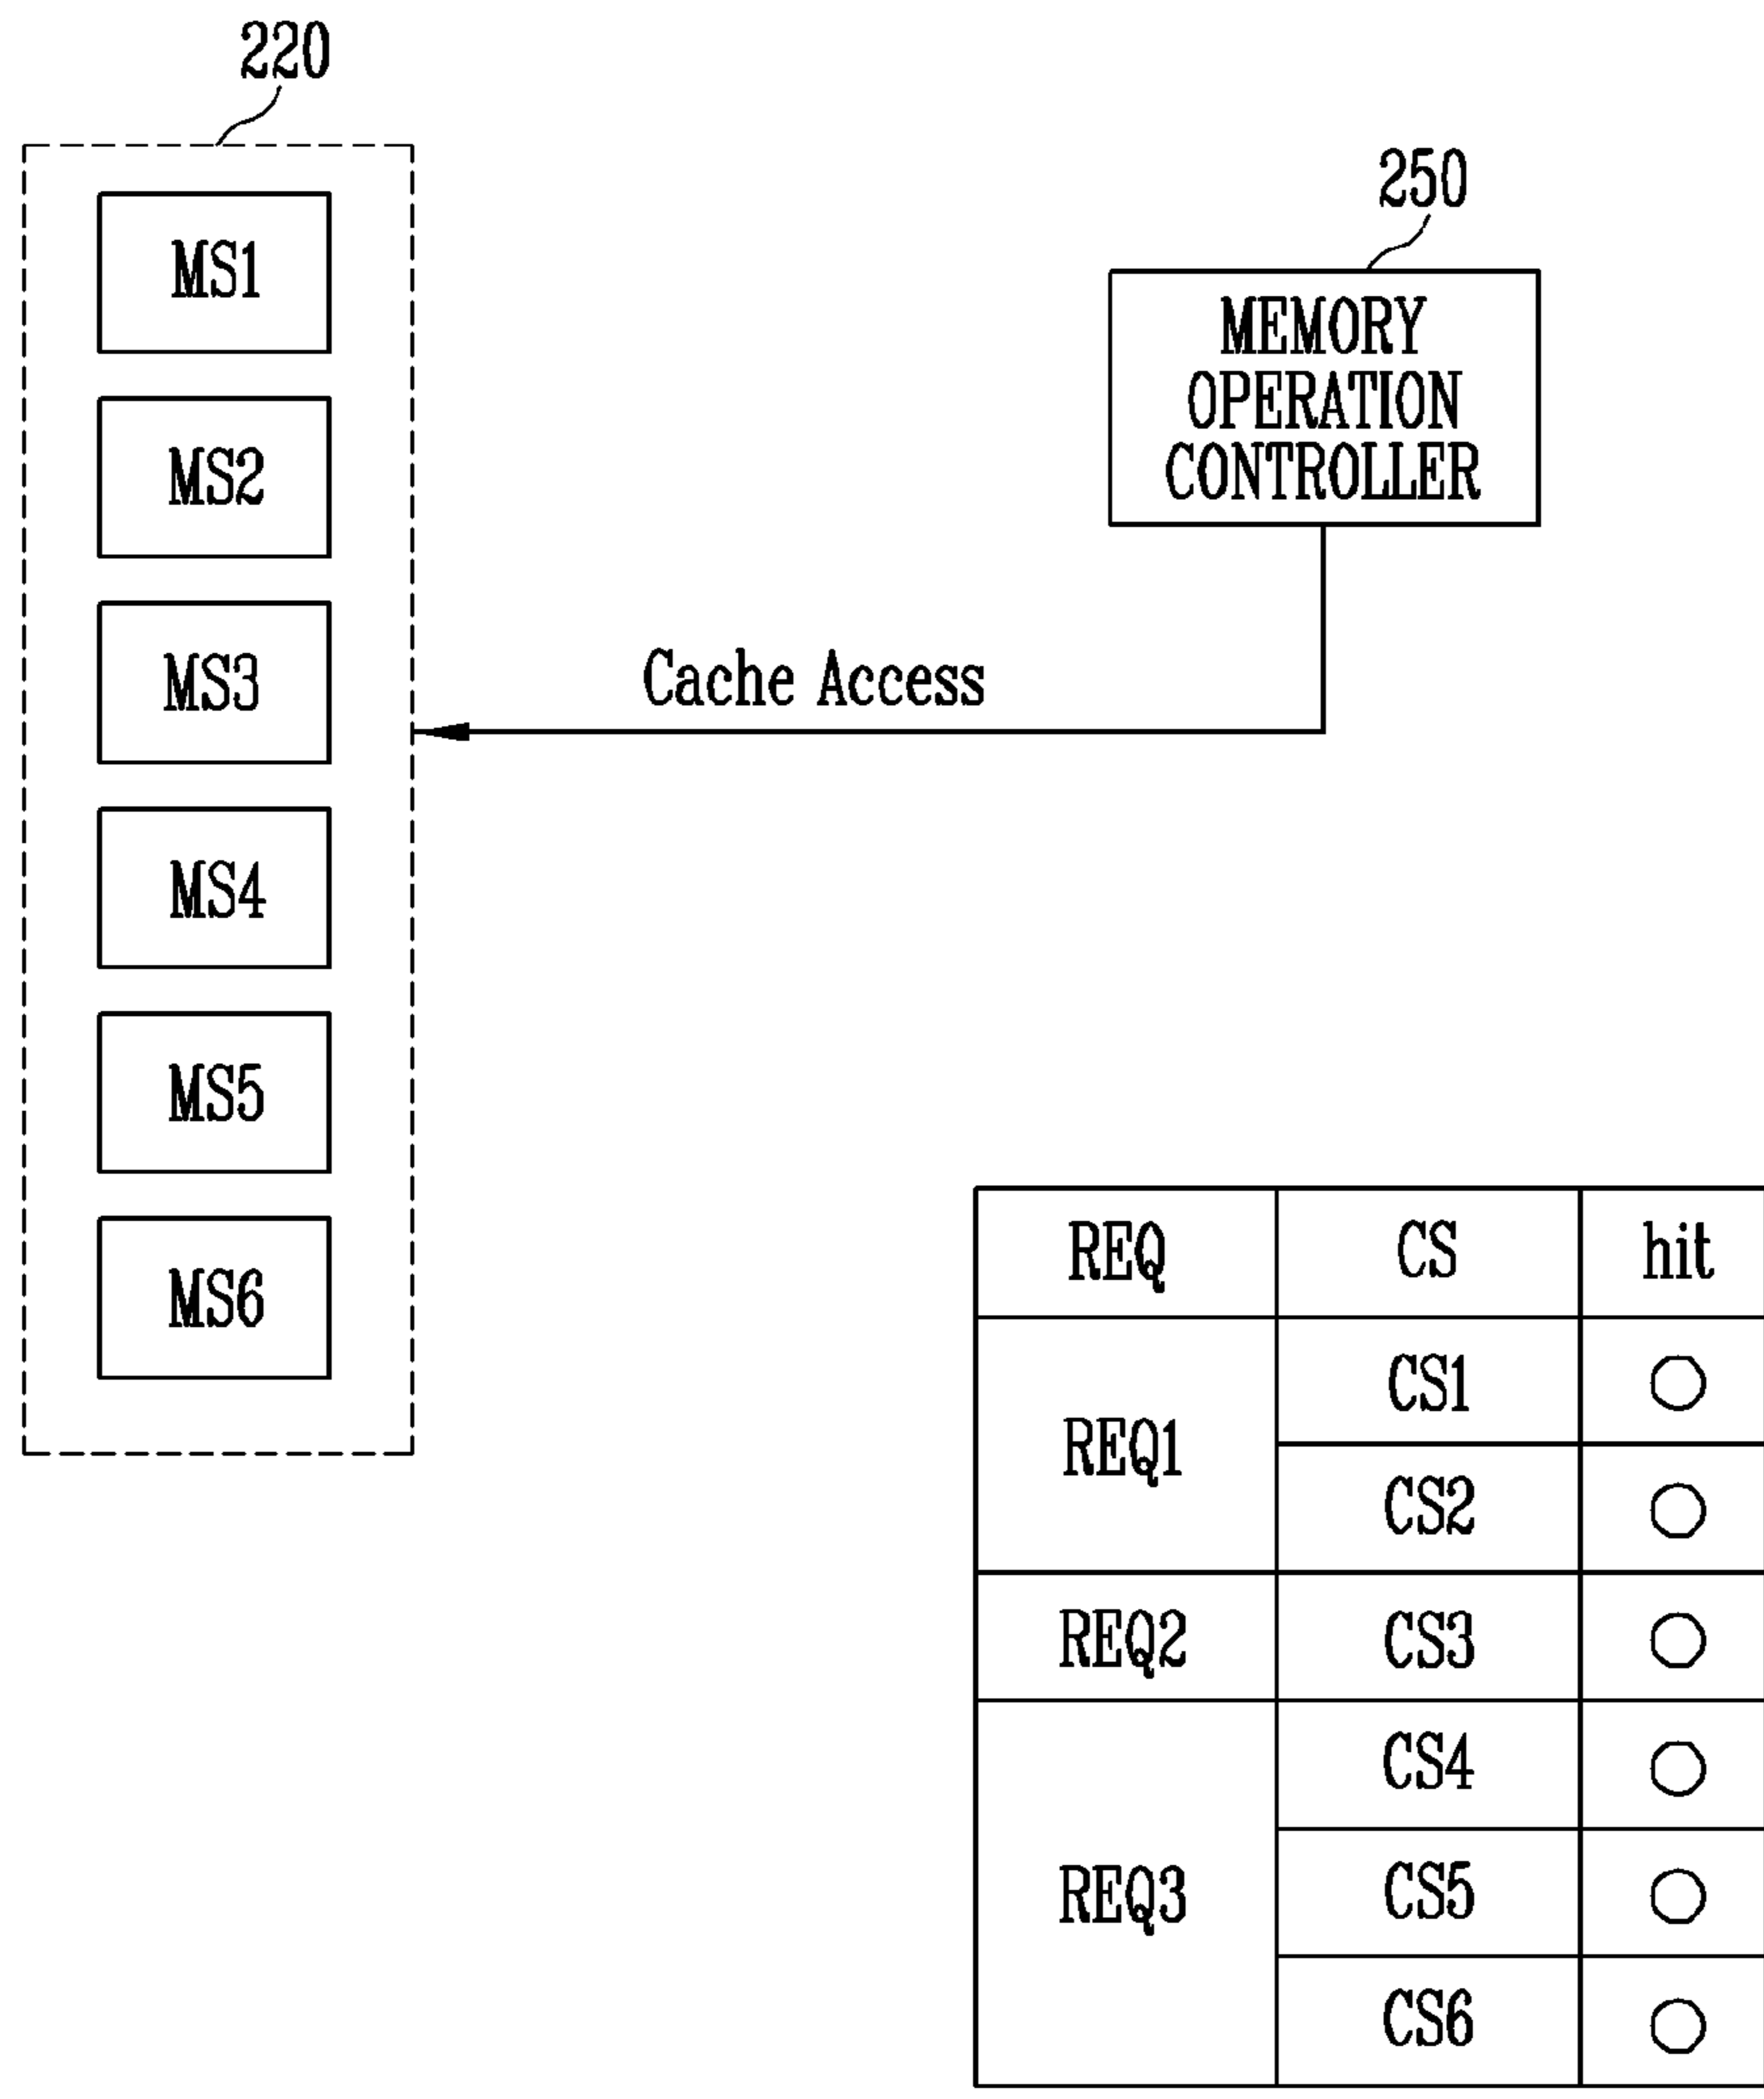 220
MS1
MS2
MS3
MS4
MS5
MS6
250
MEMORY
OPERATION
CONTROLLER
Cache Access
REQ CS hit
REQ1 CS1 ○
CS2 ○
REQ2 CS3 ○
REQ3 CS4 ○
CS5 ○
CS6 ○